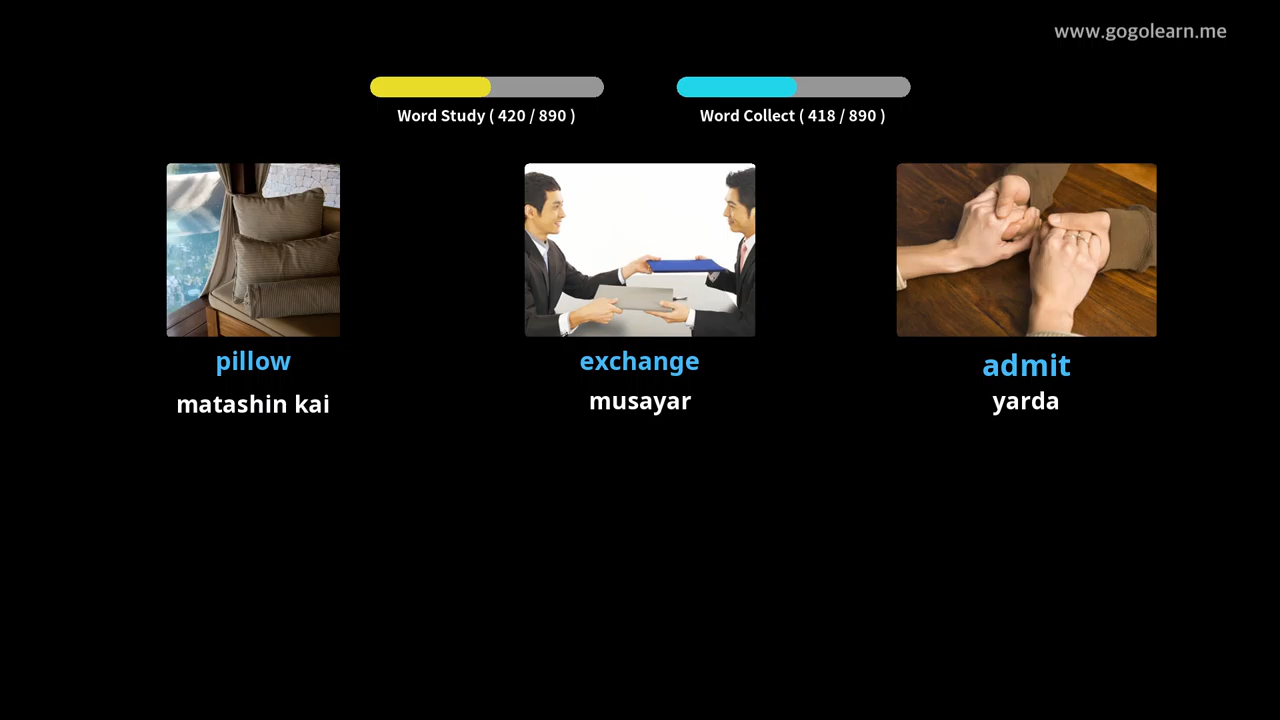 www.gogolearn.me
Word Study ( 420 / 890 )
Word Collect ( 418 / 890 )
pillow
matashin kai
exchange
musayar
admit
yarda